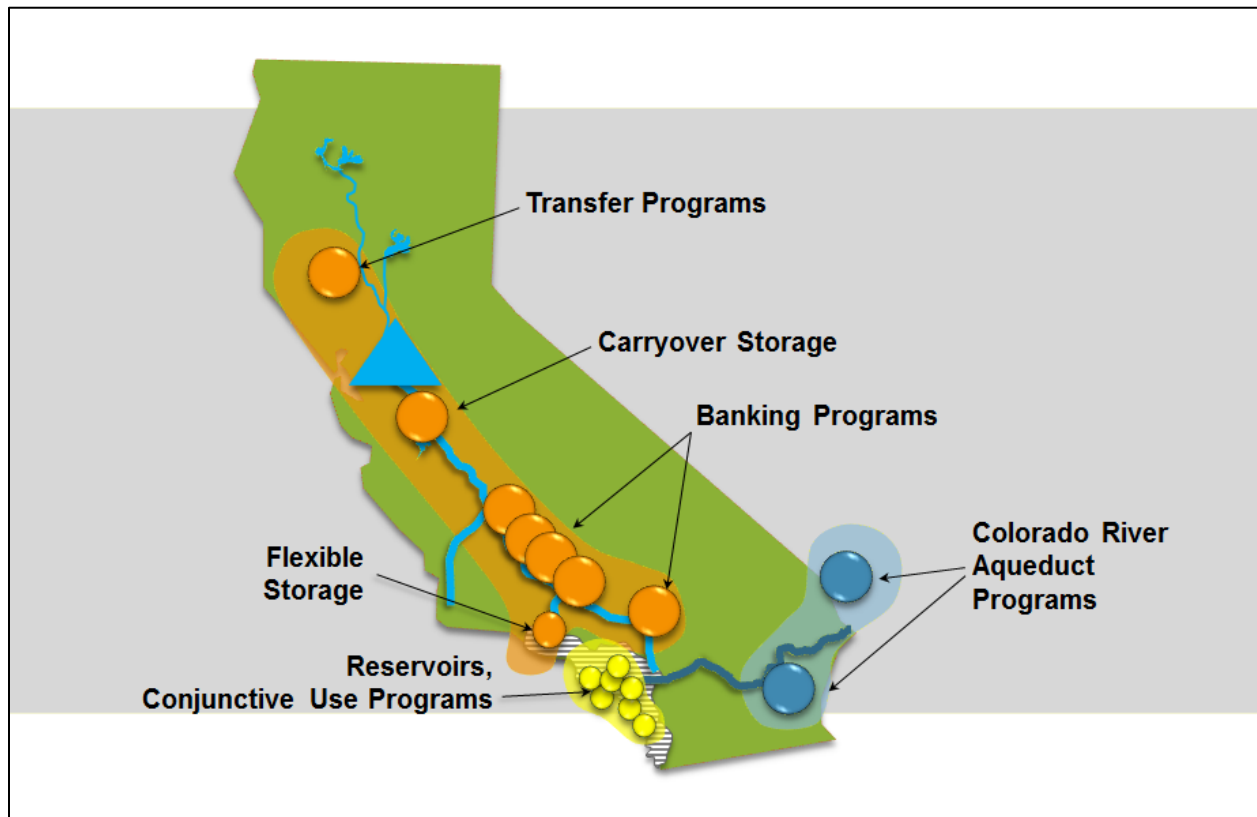 Transfer Programs
Carryover Storage
Banking Programs
Colorado River
Aqueduct
Programs
Flexible
Storage
Reservoirs,
Conjunctive Use Programs